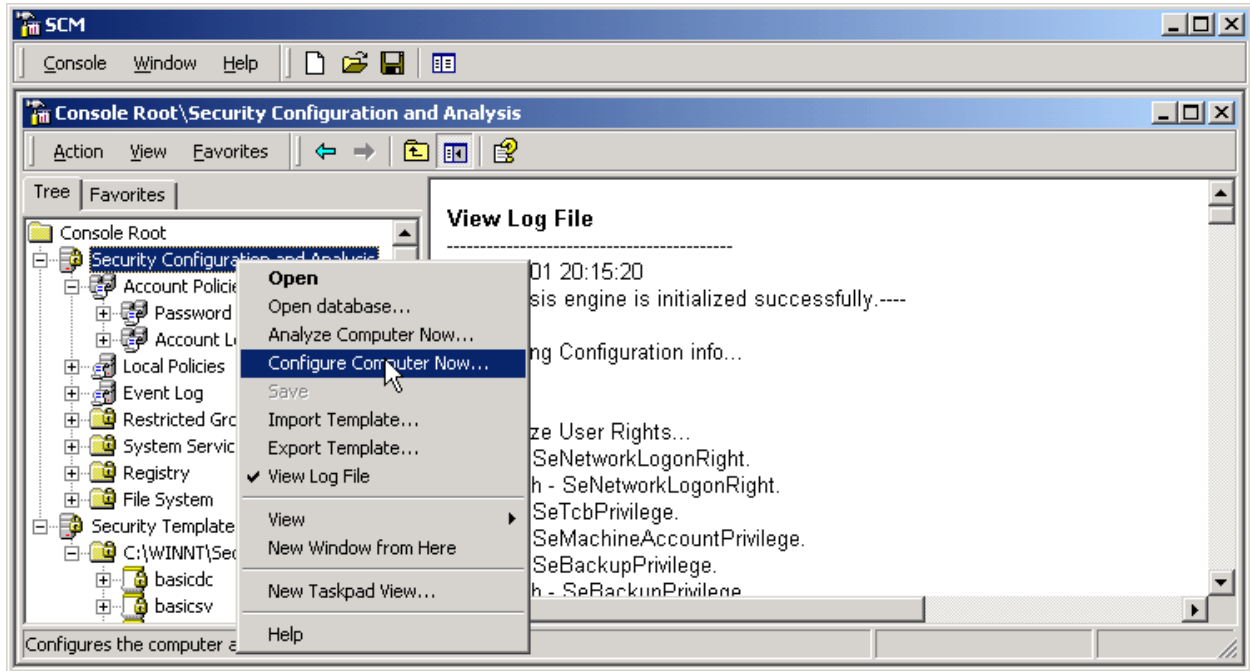 SCM
Console Window Help
Console Root\Security Configuration and Analysis
Action View Favorites
Tree Favorites
Console Root
Security Configuration and Analysis
Account Policie
Password
Account L
Local Policies
Event Log
Restricted Gro
System Servic
Registry
File System
Security Template
C:\WINNT\Sec
basicdc
basicsv
Configures the computer a
Open
Open database...
Analyze Computer Now...
Configure Computer Now...
Save
Import Template...
Export Template...
View Log File
View
New Window from Here
New Taskpad View...
Help
View Log File
-------------------------------------------
01 20:15:20
sis engine is initialized successfully.----
ng Configuration info...
ze User Rights...
SeNetworkLogonRight.
h - SeNetworkLogonRight.
SeTcbPrivilege.
SeMachineAccountPrivilege.
SeBackupPrivilege.
h - SeBackupPrivilege